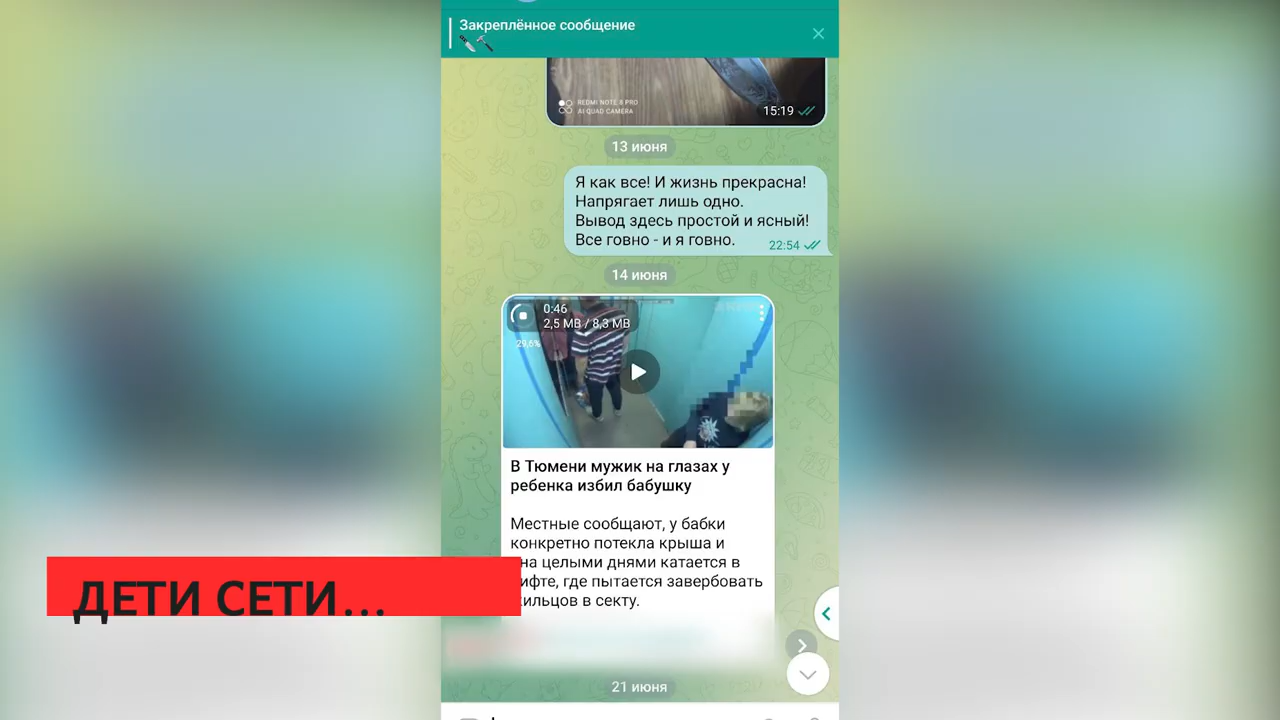 Закреплённое сообщение
REDMI NOTE 8 PRO
AI QUAD CAMERA
15:19
13 июня
Я как все! И жизнь прекрасна!
Напрягает лишь одно.
Вывод здесь простой и ясный!
Все говно - и я говно.
22:54
14 июня
0:46
2,5 MB / 8,3 MB
29,6%
В Тюмени мужик на глазах у
ребенка избил бабушку
Местные сообщают, у бабки
конкретно потекла крыша и
на целыми днями катается в
ифте, где пытается завербовать
ильцов в секту.
ДЕТИ СЕТИ...
21 июня